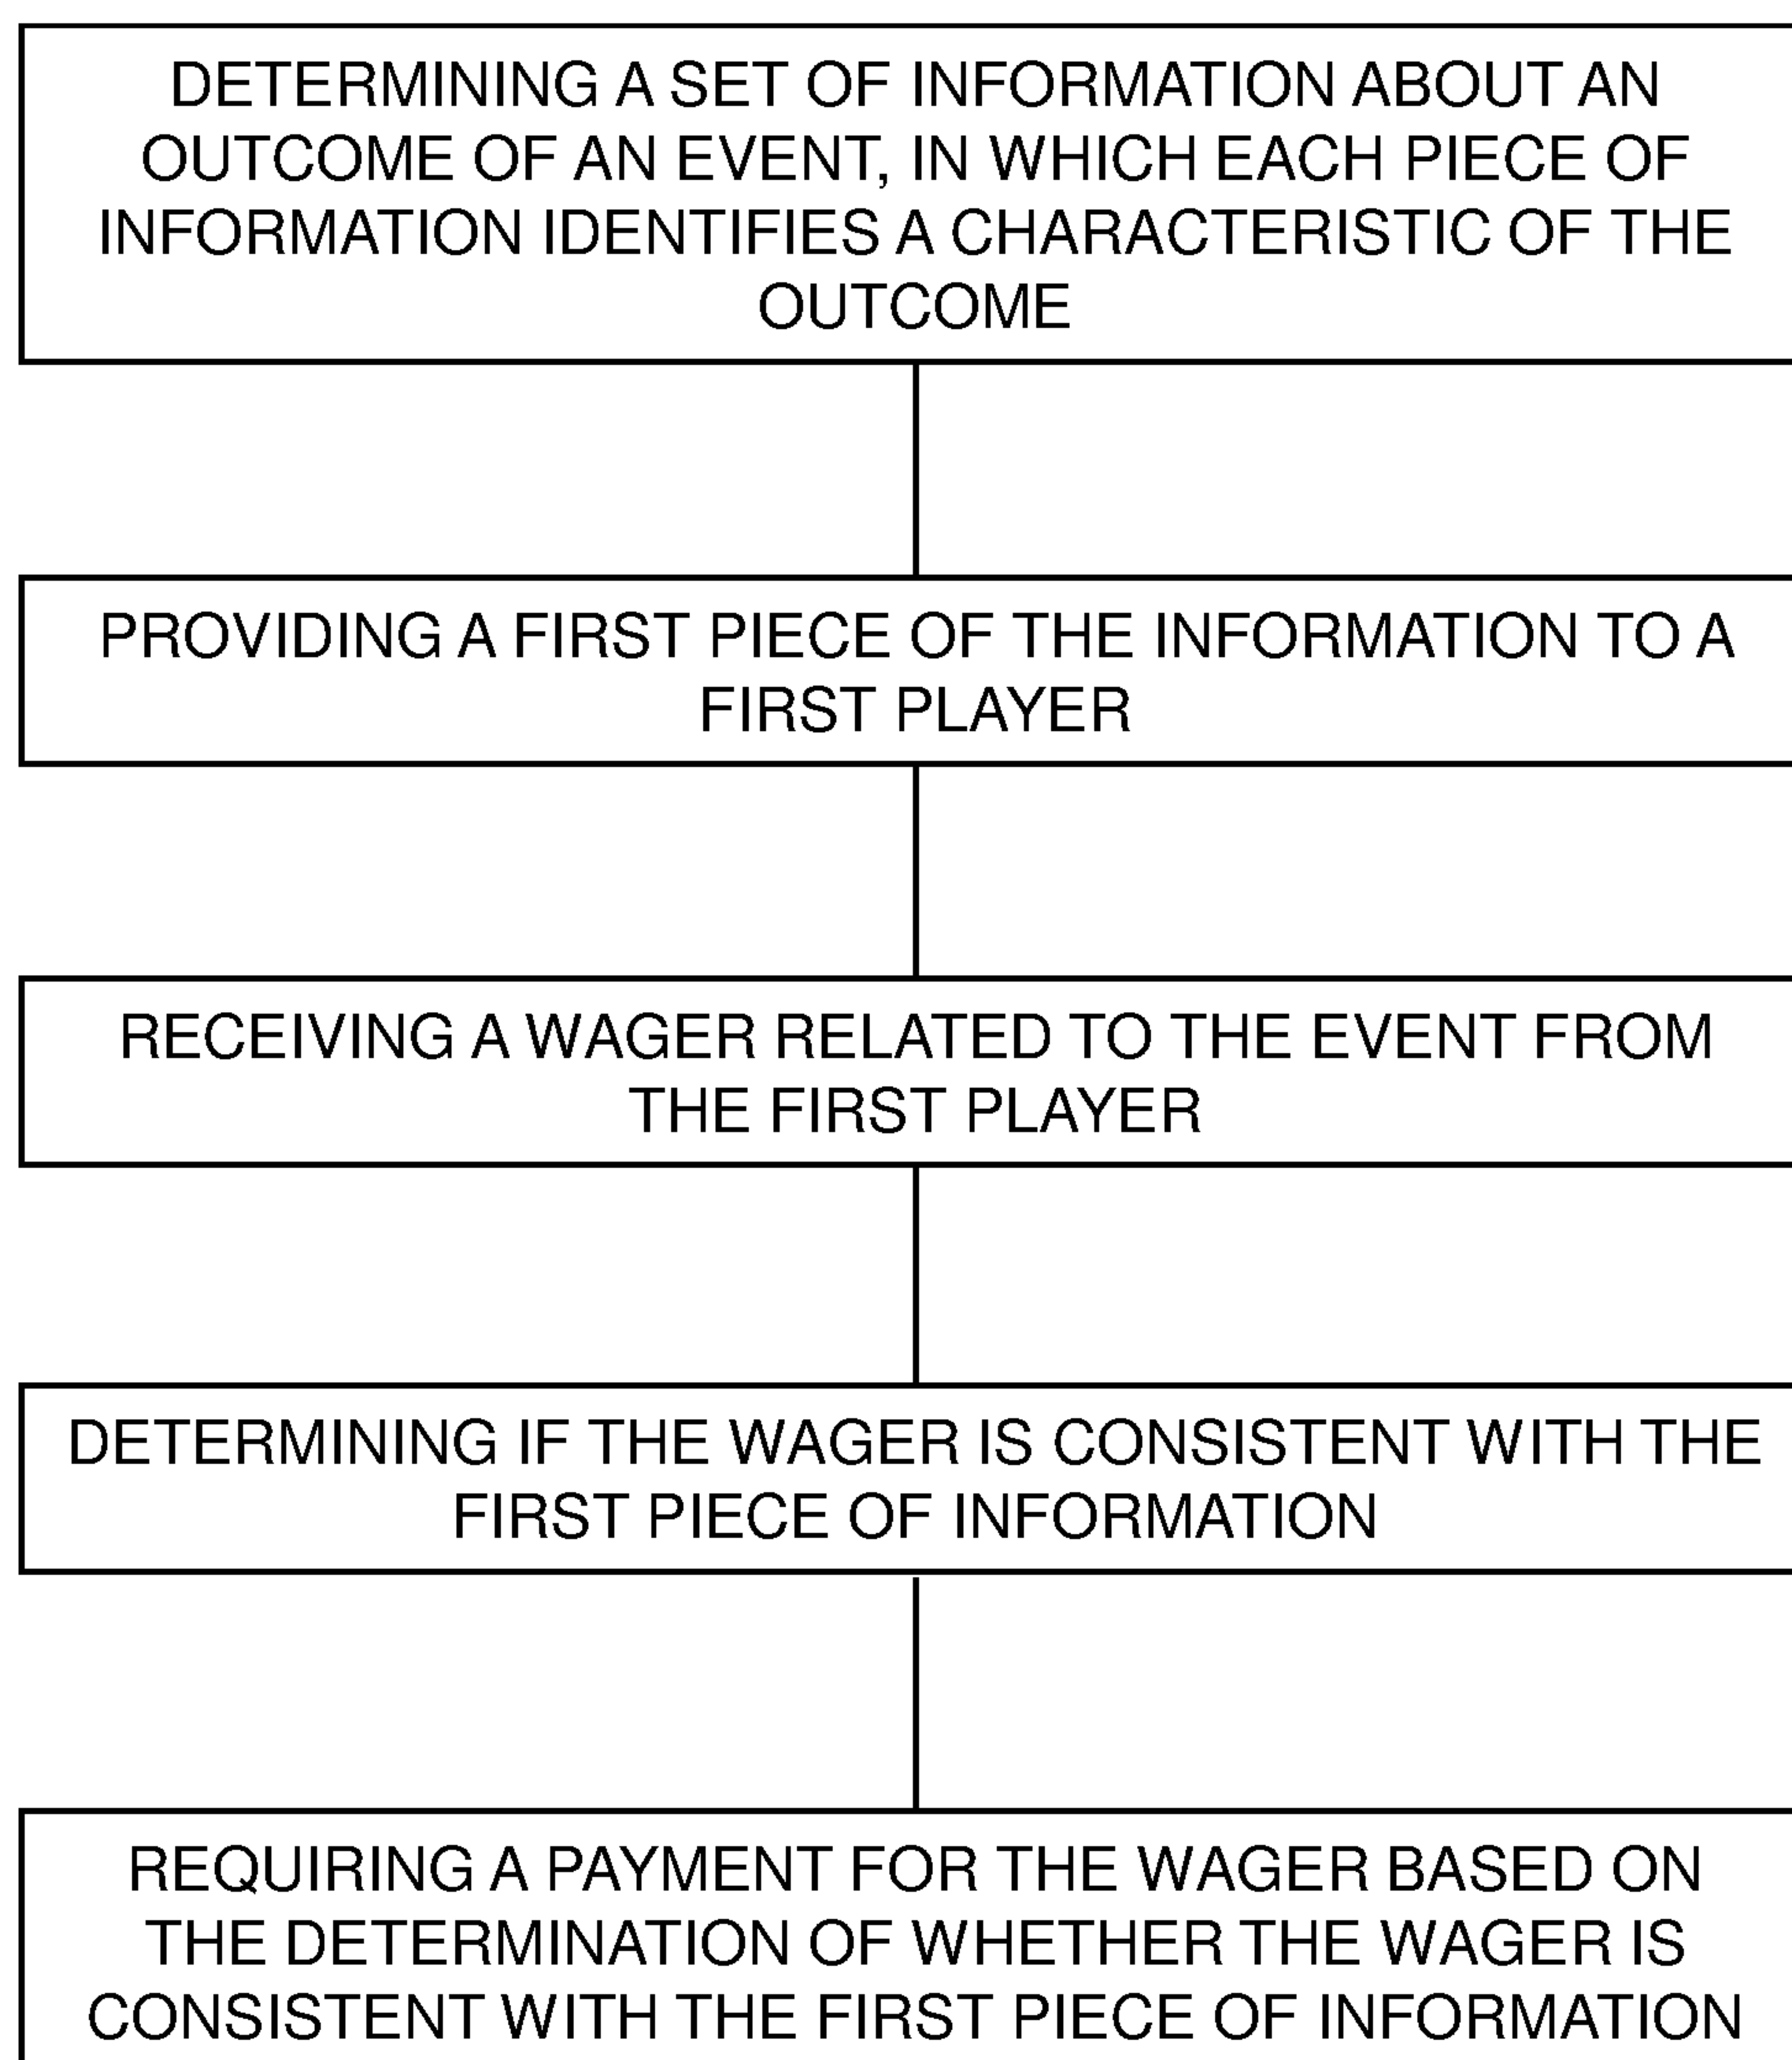 DETERMINING A SET OF INFORMATION ABOUT AN
OUTCOME OF AN EVENT, IN WHICH EACH PIECE OF
INFORMATION IDENTIFIES A CHARACTERISTIC OF THE
OUTCOME
PROVIDING A FIRST PIECE OF THE INFORMATION TO A
FIRST PLAYER
RECEIVING A WAGER RELATED TO THE EVENT FROM
THE FIRST PLAYER
DETERMINING IF THE WAGER IS CONSISTENT WITH THE
FIRST PIECE OF INFORMATION
REQUIRING A PAYMENT FOR THE WAGER BASED ON
THE DETERMINATION OF WHETHER THE WAGER IS
CONSISTENT WITH THE FIRST PIECE OF INFORMATION